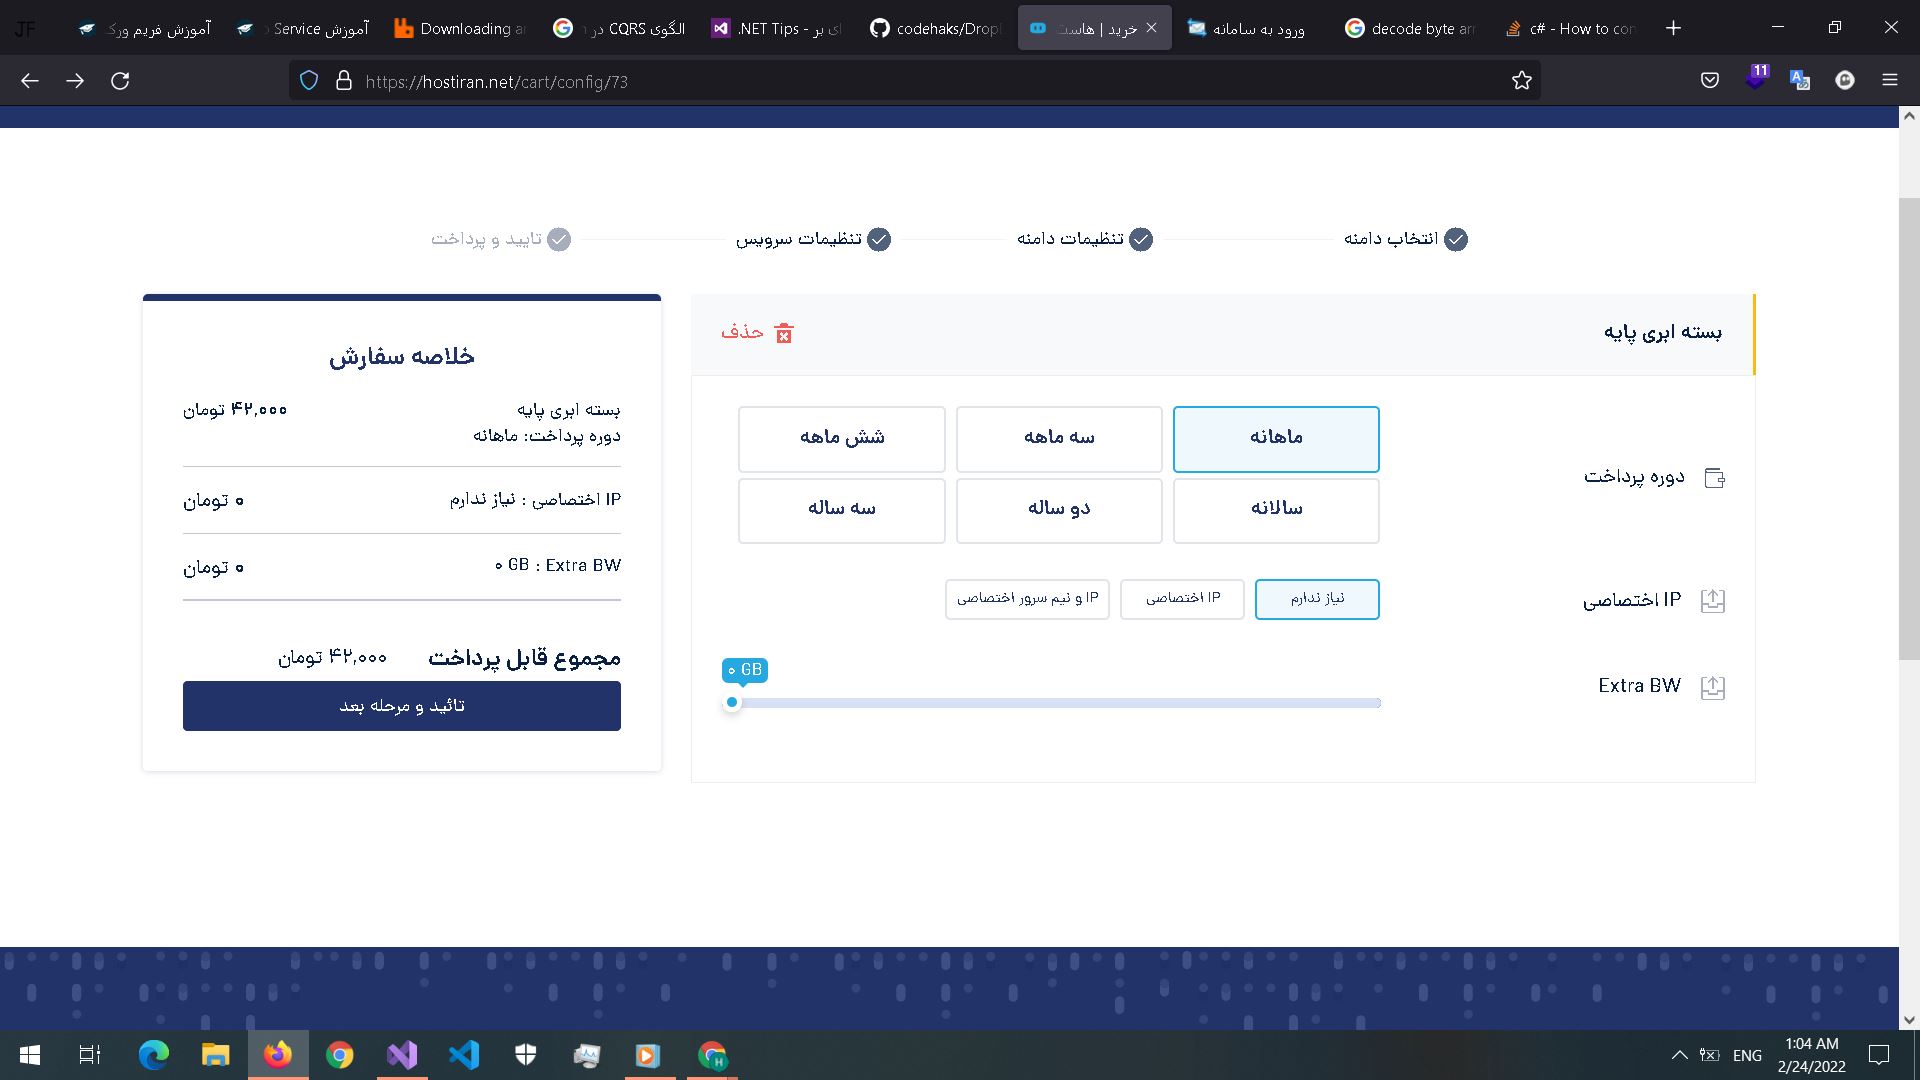 JF
آموزش فریم ورک
آموزش Service
Downloading a
الگوی CQRS در
.NET Tips - ای بر
codehaks/Drop
خرید | هاست
ورود به سامانه
decode byte arr
c# - How to con
https://hostiran.net/cart/config/73
11
انتخاب دامنه
تنظیمات دامنه
تنظیمات سرویس
تایید و پرداخت
بسته ابری پایه
حذف
دوره پرداخت
ماهانه
سه ماهه
شش ماهه
سالانه
دو ساله
سه ساله
IP اختصاصی
نیاز ندارم
IP اختصاصی
IP و نیم سرور اختصاصی
Extra BW
۰ GB
خلاصه سفارش
بسته ابری پایه ۴۲,۰۰۰ تومان
دوره پرداخت: ماهانه
IP اختصاصی : نیاز ندارم ۰ تومان
Extra BW : ۰ GB ۰ تومان
مجموع قابل پرداخت ۴۲,۰۰۰ تومان
تائید و مرحله بعد
H
ENG
1:04 AM
2/24/2022